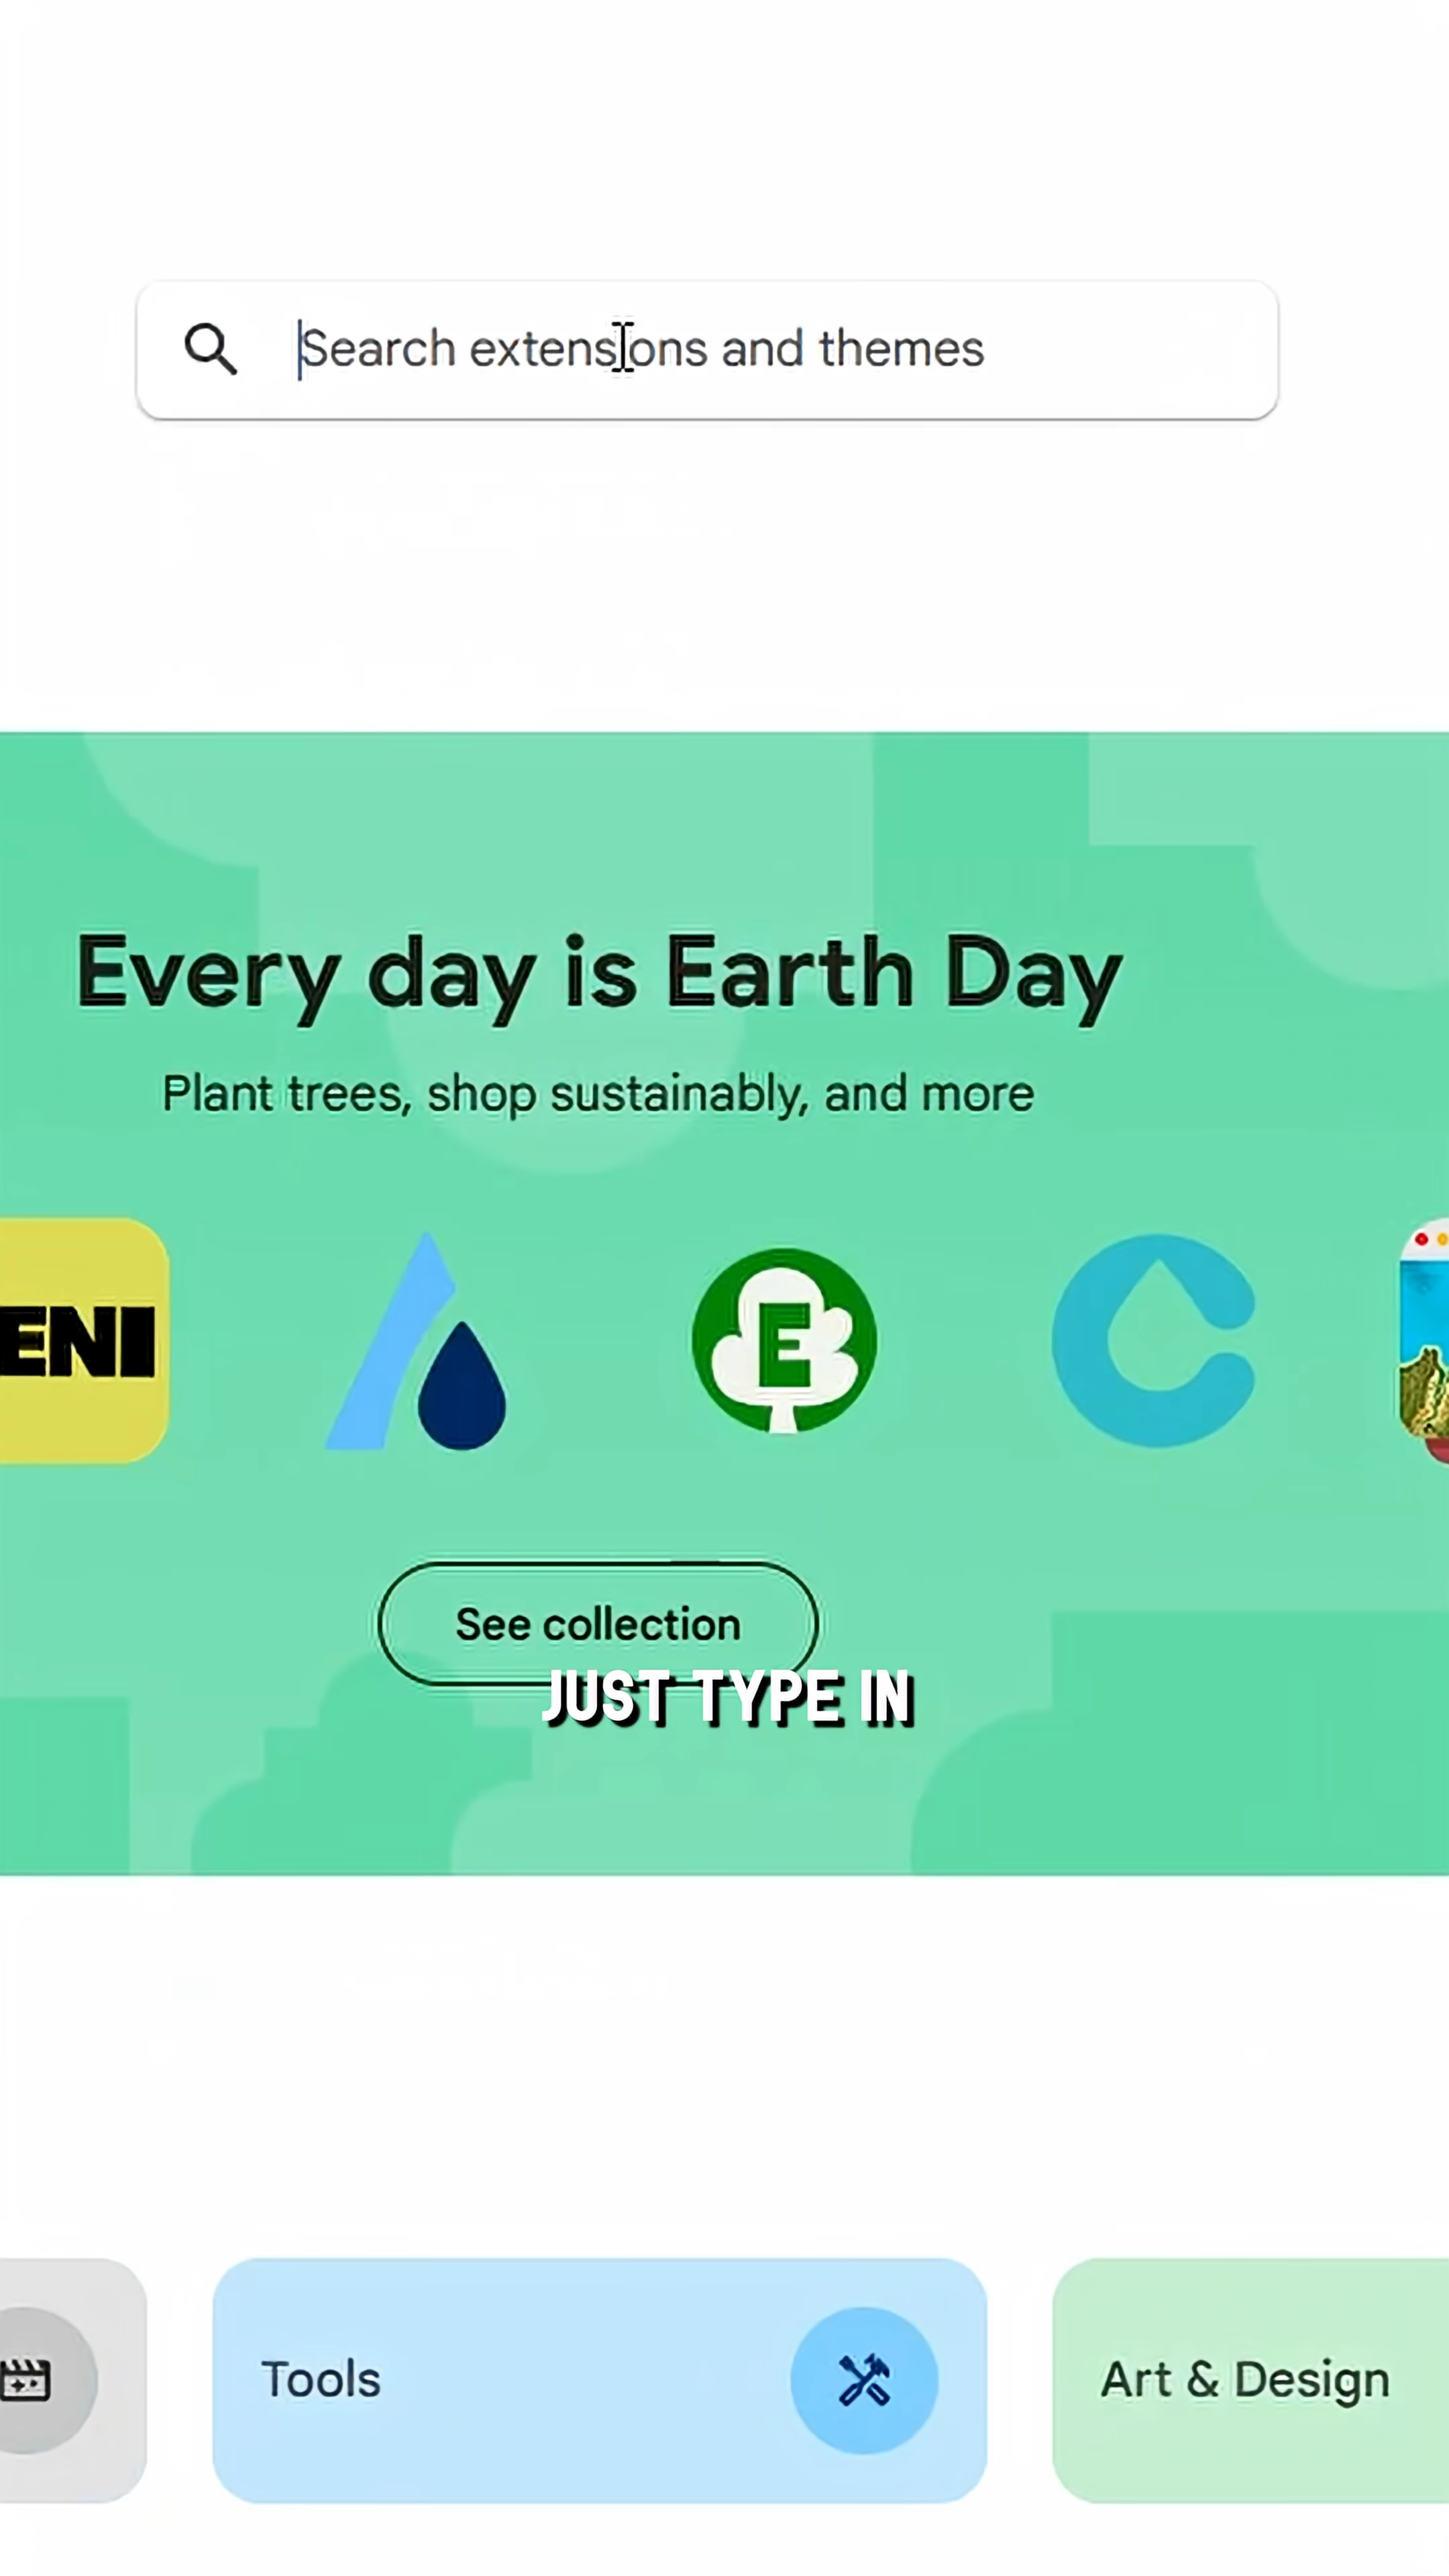 Search extensions and themes
Every day is Earth Day
Plant trees, shop sustainably, and more
ENI
E
See collection
JUST TYPE IN
Tools
Art & Design